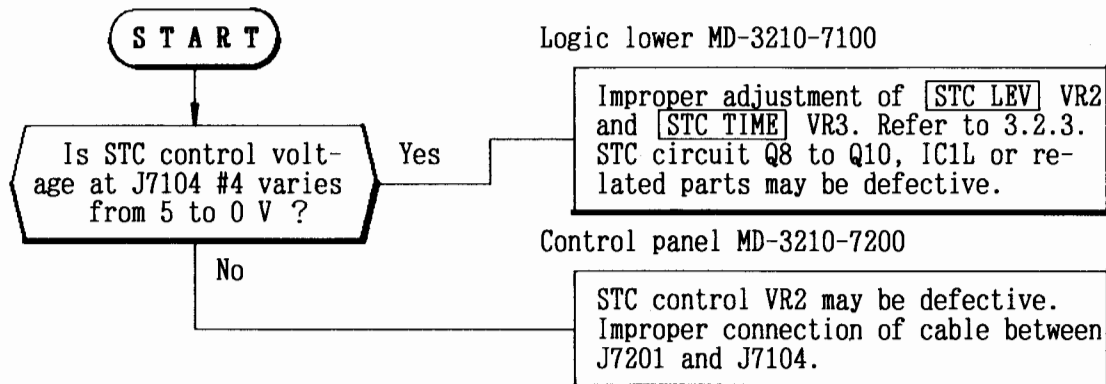 START
Is STC control volt-
age at J7104 #4 varies
from 5 to 0 V ?
Yes
No
Logic lower MD-3210-7100
Improper adjustment of STC LEV VR2
and STC TIME VR3. Refer to 3.2.3.
STC circuit Q8 to Q10, IC1L or re-
lated parts may be defective.
Control panel MD-3210-7200
STC control VR2 may be defective.
Improper connection of cable between
J7201 and J7104.